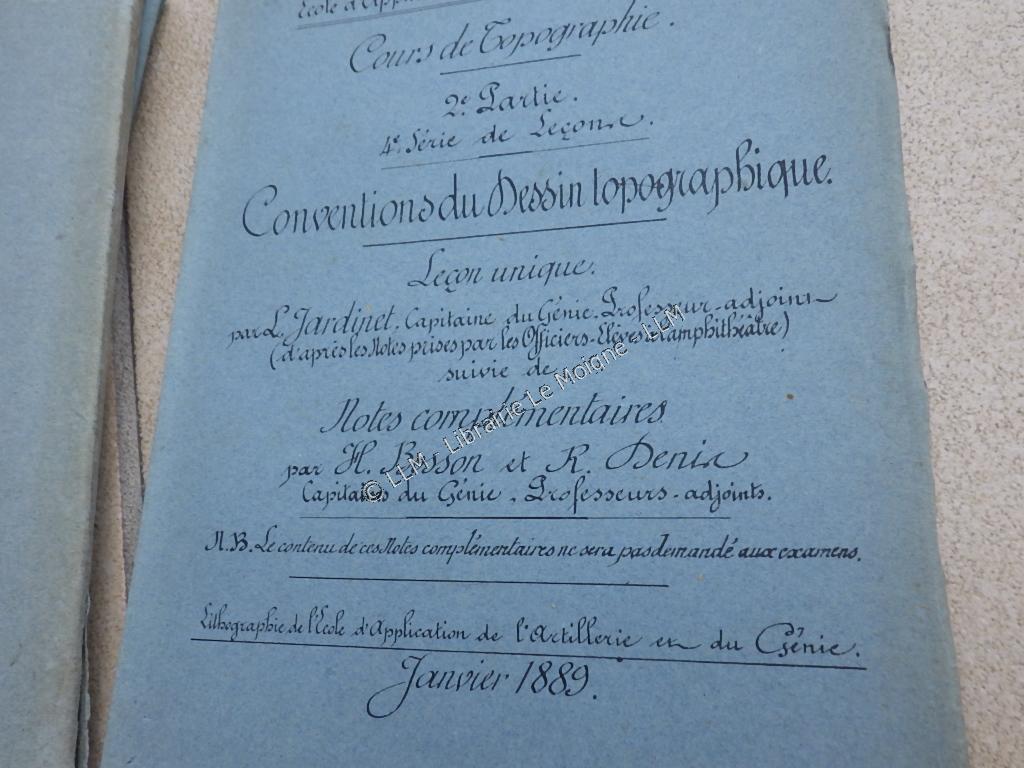 École d'Appl
Cours de Topographie.
2e Partie.
4e Série de Leçons.
Conventions du Dessin topographique.
Leçon unique.
par L. Jardinet, Capitaine du Génie, Professeur-adjoint
(d'après les Notes prises par les Officiers-Elèves à l'amphithéâtre)
suivie de
Notes complémentaires
par H. Bosson et R. Denis
Capitaines du Génie, Professeurs-adjoints.
N.B. Le contenu de ces Notes complémentaires ne sera pas demandé aux examens.
Lithographie de l'Ecole d'Application de l'Artillerie et du Génie.
Janvier 1889.
© LLM - Librairie Le Moigne - LLM